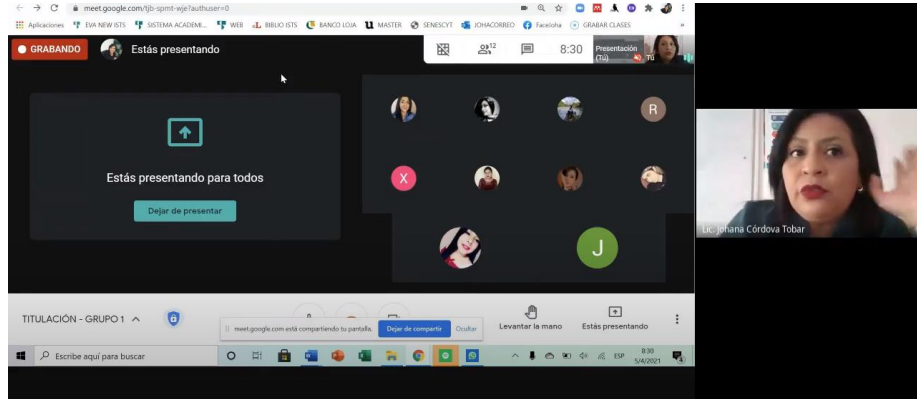 meet.google.com/tjb-spmt-wje?authuser=0
Aplicaciones EVA NEW ISTS SISTEMA ACADEMI... WEB BIBLIO ISTS BANCO LOJA MASTER SENESCYT JOHACORREO Faceloha GRABAR CLASES »
GRABANDO
Estás presentando
12
8:30
Presentación
(Tú)
Tú
R
X
J
Estás presentando para todos
Dejar de presentar
Lic. Johana Córdova Tobar
TITULACIÓN - GRUPO 1
meet.google.com está compartiendo tu pantalla.
Dejar de compartir
Ocultar
Levantar la mano
Estás presentando
Escribe aquí para buscar
ESP
8:30
5/4/2021